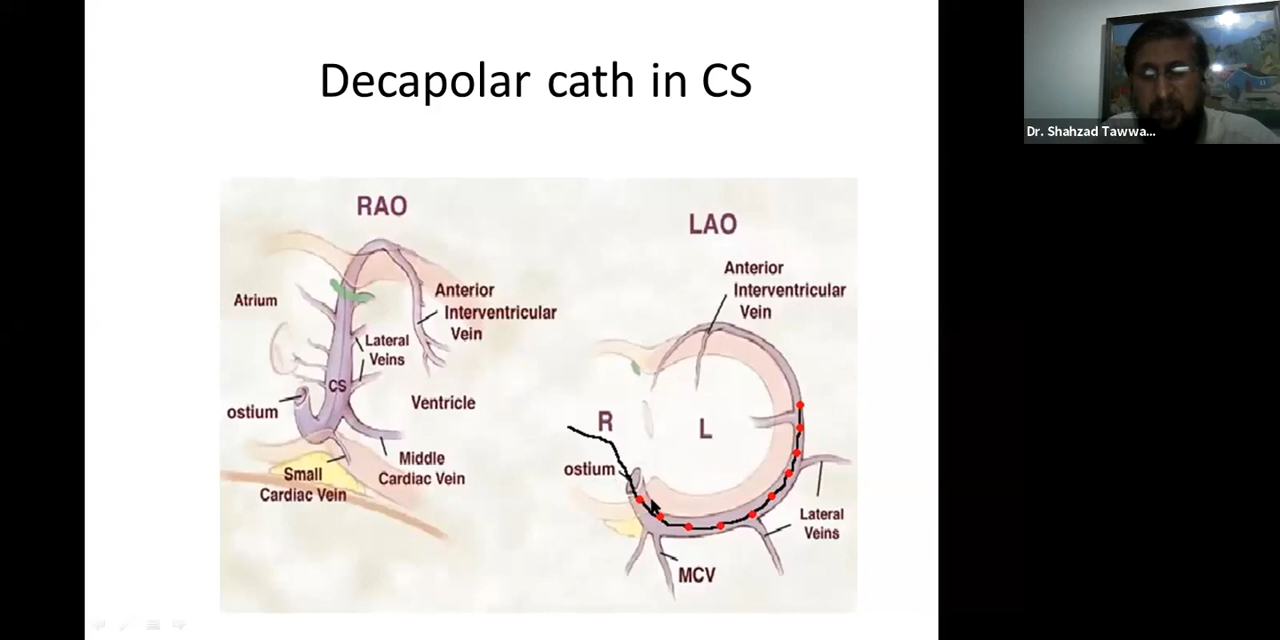 Decapolar cath in CS
Dr. Shahzad Tawwa...
RAO
Atrium
Anterior
Interventricular
Vein
Lateral
Veins
CS
ostium
Ventricle
Middle
Cardiac Vein
Small
Cardiac Vein
LAO
Anterior
Interventricular
Vein
R
L
ostium
Lateral
Veins
MCV